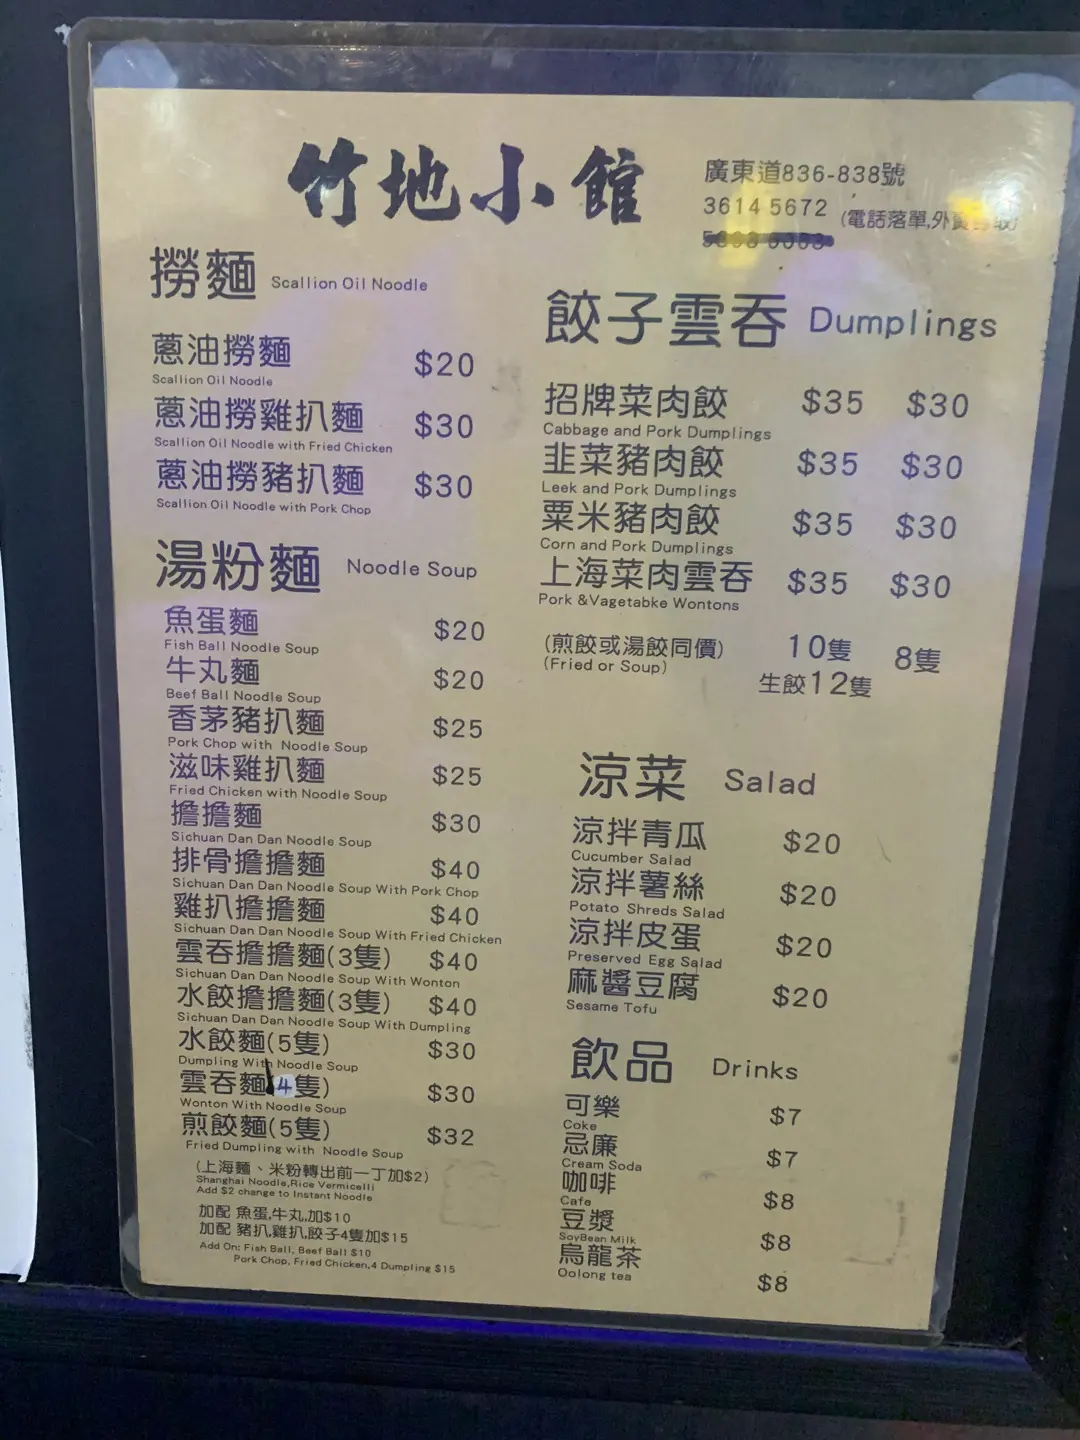 竹地小館
廣東道836-838號
3614 5672 (電話落單,外賣
撈麵 Scallion Oil Noodle
蔥油撈麵 $20
Scallion Oil Noodle
蔥油撈雞扒麵 $30
Scallion Oil Noodle with Fried Chicken
蔥油撈豬扒麵 $30
Scallion Oil Noodle with Pork Chop
湯粉麵 Noodle Soup
魚蛋麵 $20
Fish Ball Noodle Soup
牛丸麵 $20
Beef Ball Noodle Soup
香茅豬扒麵 $25
Pork Chop with Noodle Soup
滋味雞扒麵 $25
Fried Chicken with Noodle Soup
擔擔麵 $30
Sichuan Dan Dan Noodle Soup
排骨擔擔麵 $40
Sichuan Dan Dan Noodle Soup With Pork Chop
雞扒擔擔麵 $40
Sichuan Dan Dan Noodle Soup With Fried Chicken
雲吞擔擔麵(3隻) $40
Sichuan Dan Dan Noodle Soup With Wonton
水餃擔擔麵(3隻) $40
Sichuan Dan Dan Noodle Soup With Dumpling
水餃麵(5隻) $30
Dumpling With Noodle Soup
雲吞麵(4隻) $30
Wonton With Noodle Soup
煎餃麵(5隻) $32
Fried Dumpling with Noodle Soup
(上海麵、米粉轉出前一丁加$2)
Shanghai Noodle,Rice Vermicelli
Add $2 change to Instant Noodle
加配 魚蛋,牛丸,加$10
加配 豬扒,雞扒,餃子4隻加$15
Add On: Fish Ball, Beef Ball $10
Pork Chop, Fried Chicken,4 Dumpling $15
餃子雲吞 Dumplings
招牌菜肉餃 $35 $30
Cabbage and Pork Dumplings
韭菜豬肉餃 $35 $30
Leek and Pork Dumplings
粟米豬肉餃 $35 $30
Corn and Pork Dumplings
上海菜肉雲吞 $35 $30
Pork &Vagetabke Wontons
(煎餃或湯餃同價) 10隻 8隻
(Fried or Soup)
生餃12隻
涼菜 Salad
涼拌青瓜 $20
Cucumber Salad
涼拌薯絲 $20
Potato Shreds Salad
涼拌皮蛋 $20
Preserved Egg Salad
麻醬豆腐 $20
Sesame Tofu
飲品 Drinks
可樂 $7
Coke
忌廉 $7
Cream Soda
咖啡 $8
Cafe
豆漿 $8
SoyBean Milk
烏龍茶 $8
Oolong tea